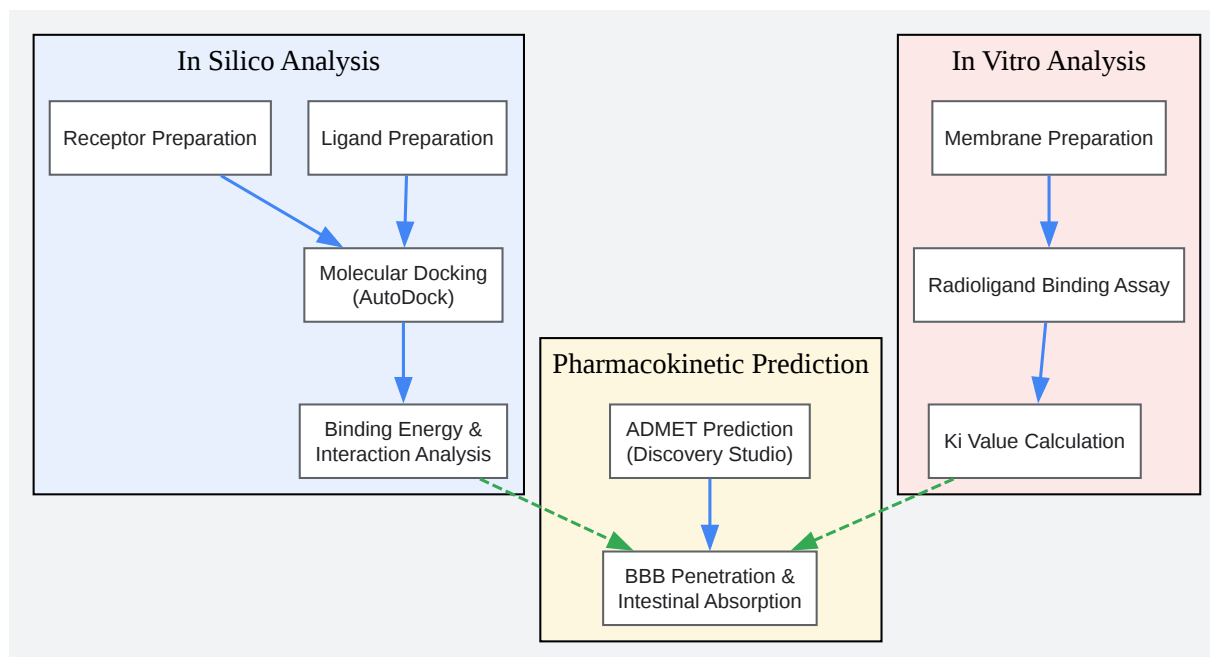 In Silico Analysis
Receptor Preparation
Ligand Preparation
Molecular Docking
(AutoDock)
Binding Energy &
Interaction Analysis
Pharmacokinetic Prediction
ADMET Prediction
(Discovery Studio)
BBB Penetration &
Intestinal Absorption
In Vitro Analysis
Membrane Preparation
Radioligand Binding Assay
Ki Value Calculation